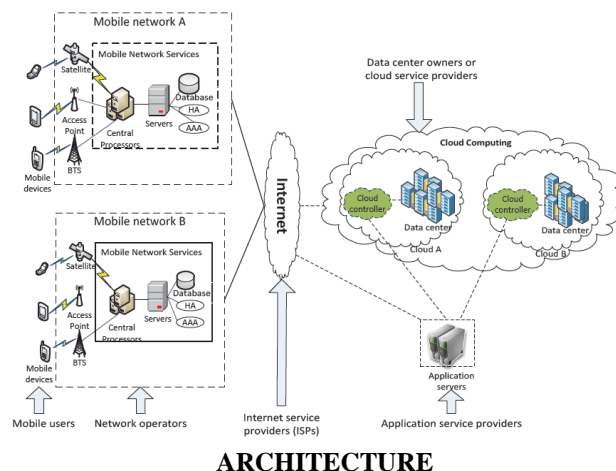 Mobile network A
Mobile Network Services
Satellite
Database
HA
AAA
Access
Point
Central
Processors
Servers
Mobile
devices
BTS
Mobile network B
Mobile Network Services
Satellite
Database
HA
AAA
Access
Point
Central
Processors
Servers
Mobile
devices
BTS
Mobile users
Network operators
Internet
Internet service
providers (ISPs)
Data center owners or
cloud service providers
Cloud Computing
Cloud
controller
Data center
Cloud A
Cloud
controller
Data center
Cloud B
Application
servers
Application service providers
ARCHITECTURE